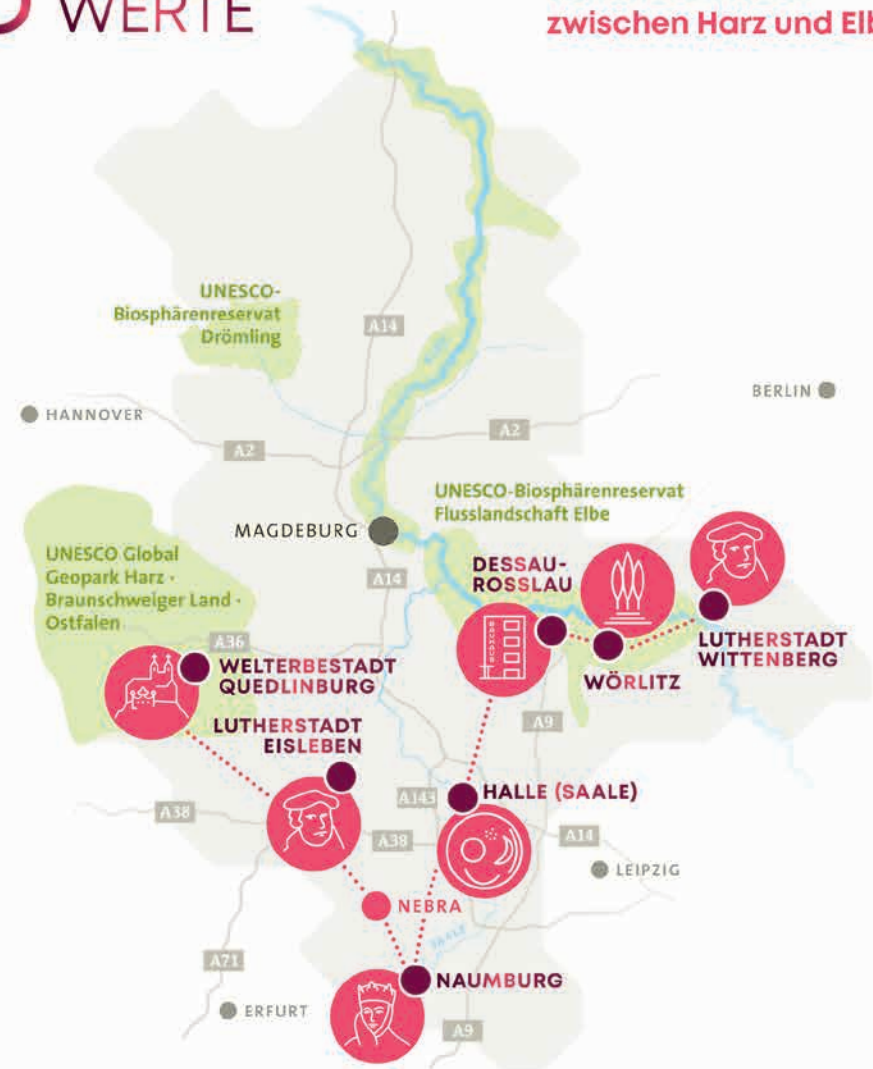 WERTE
zwischen Harz und Elb
UNESCO-
Biosphärenreservat
Drömling
A14
BERLIN
HANNOVER
A2
A2
UNESCO-Biosphärenreservat
Flusslandschaft Elbe
MAGDEBURG
DESSAU-
ROSSLAU
UNESCO Global
Geopark Harz ·
Braunschweiger Land ·
Ostfalen
A14
A36
LUTHERSTADT
WITTENBERG
WELTERBESTADT
QUEDLINBURG
WÖRLITZ
LUTHERSTADT
EISLEBEN
A9
A143
HALLE (SAALE)
A38
A38
A14
LEIPZIG
NEBRA
SAALE
A71
NAUMBURG
ERFURT
A9